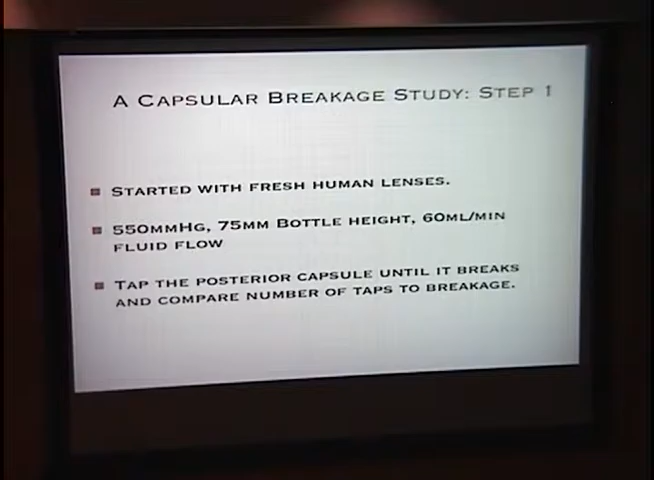 A Capsular Breakage Study: Step 1
Started with fresh human lenses.
550mmHg, 75mm Bottle height, 60ml/min
fluid flow
Tap the posterior capsule until it breaks
and compare number of taps to breakage.